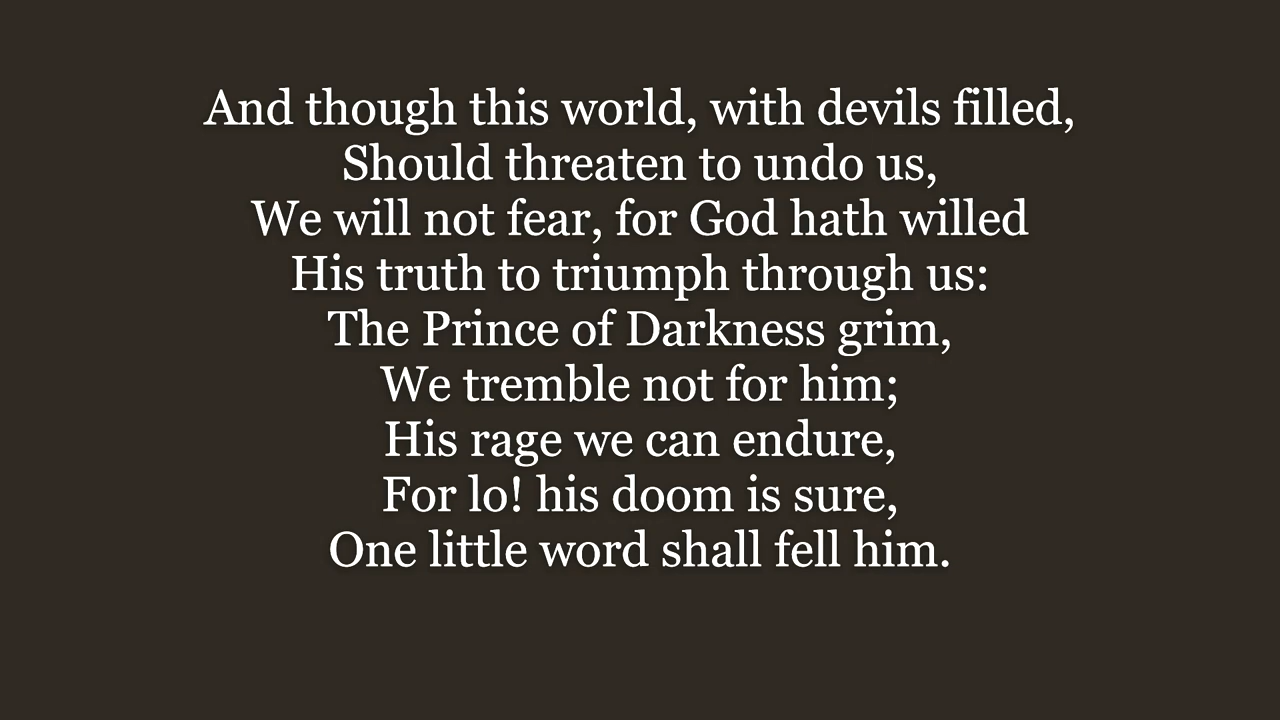 And though this world, with devils filled,
Should threaten to undo us,
We will not fear, for God hath willed
His truth to triumph through us:
The Prince of Darkness grim,
We tremble not for him;
His rage we can endure,
For lo! his doom is sure,
One little word shall fell him.